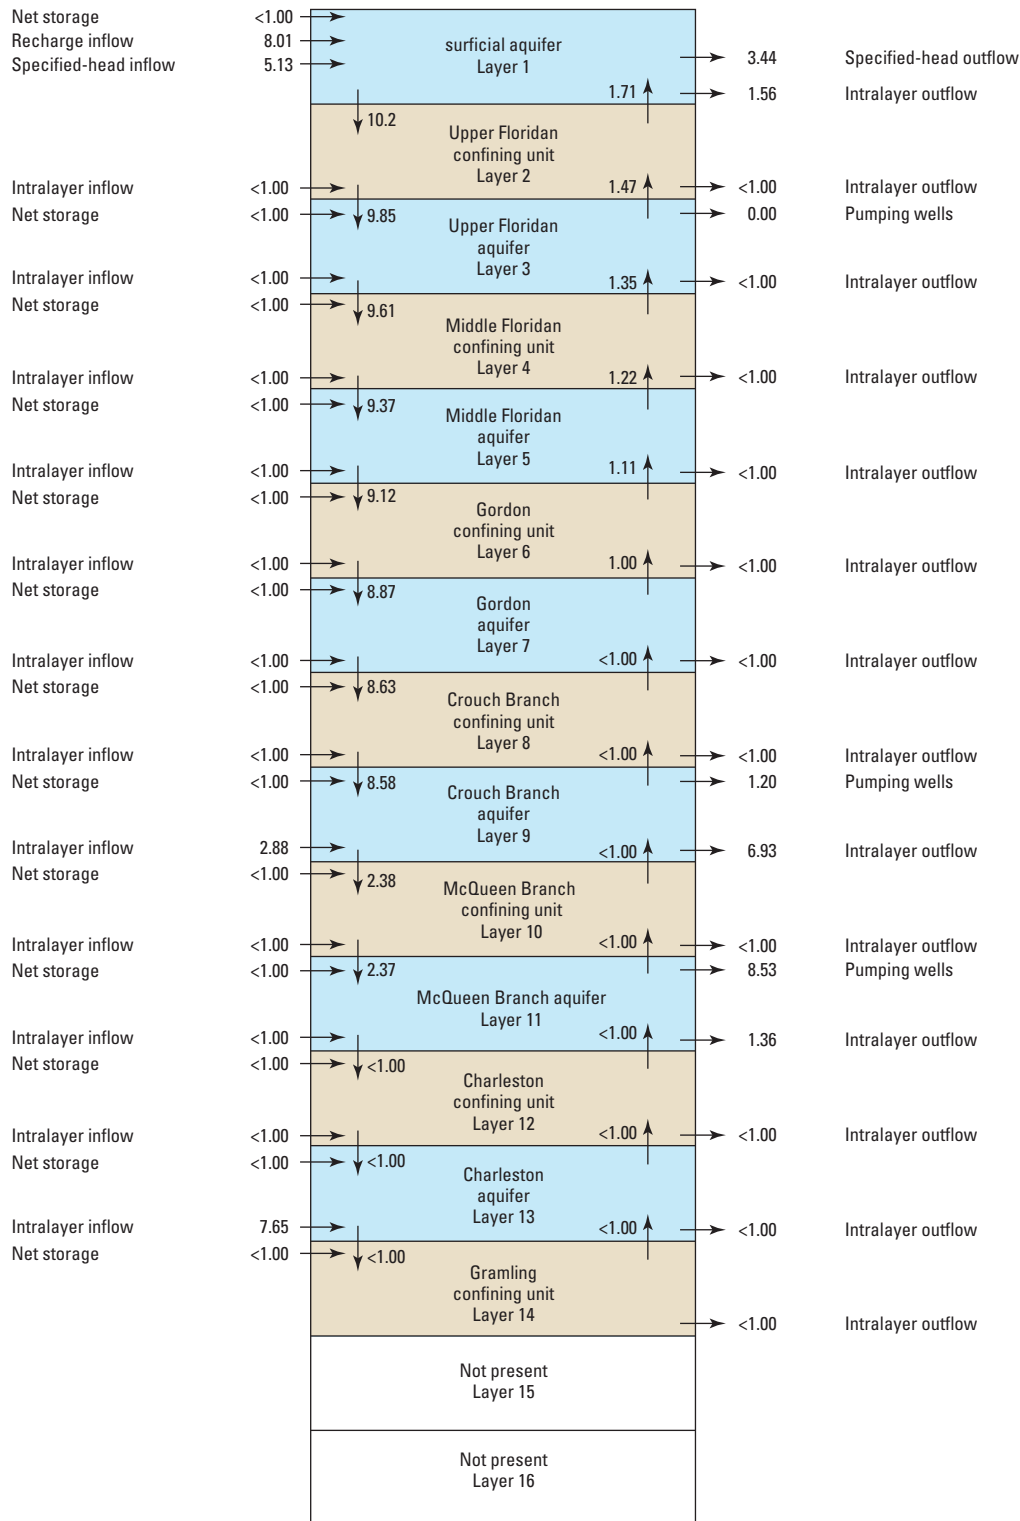 Net storage <1.00
Recharge inflow 8.01
Specified-head inflow 5.13
surficial aquifer
Layer 1
3.44 Specified-head outflow
1.71
1.56 Intralayer outflow
10.2
Upper Floridan
confining unit
Layer 2
Intralayer inflow <1.00
1.47
<1.00 Intralayer outflow
Net storage <1.00
9.85
0.00 Pumping wells
Upper Floridan
aquifer
Layer 3
Intralayer inflow <1.00
1.35
<1.00 Intralayer outflow
Net storage <1.00
9.61
Middle Floridan
confining unit
Layer 4
Intralayer inflow <1.00
1.22
<1.00 Intralayer outflow
Net storage <1.00
9.37
Middle Floridan
aquifer
Layer 5
Intralayer inflow <1.00
1.11
<1.00 Intralayer outflow
Net storage <1.00
9.12
Gordon
confining unit
Layer 6
Intralayer inflow <1.00
1.00
<1.00 Intralayer outflow
Net storage <1.00
8.87
Gordon
aquifer
Layer 7
Intralayer inflow <1.00
<1.00
<1.00 Intralayer outflow
Net storage <1.00
8.63
Crouch Branch
confining unit
Layer 8
Intralayer inflow <1.00
<1.00
<1.00 Intralayer outflow
Net storage <1.00
8.58
1.20 Pumping wells
Crouch Branch
aquifer
Layer 9
Intralayer inflow 2.88
<1.00
6.93 Intralayer outflow
Net storage <1.00
2.38
McQueen Branch
confining unit
Layer 10
Intralayer inflow <1.00
<1.00
<1.00 Intralayer outflow
Net storage <1.00
2.37
8.53 Pumping wells
McQueen Branch aquifer
Layer 11
Intralayer inflow <1.00
<1.00
1.36 Intralayer outflow
Net storage <1.00
<1.00
Charleston
confining unit
Layer 12
Intralayer inflow <1.00
<1.00
<1.00 Intralayer outflow
Net storage <1.00
<1.00
Charleston
aquifer
Layer 13
Intralayer inflow 7.65
<1.00
<1.00 Intralayer outflow
Net storage <1.00
<1.00
Gramling
confining unit
Layer 14
<1.00 Intralayer outflow
Not present
Layer 15
Not present
Layer 16